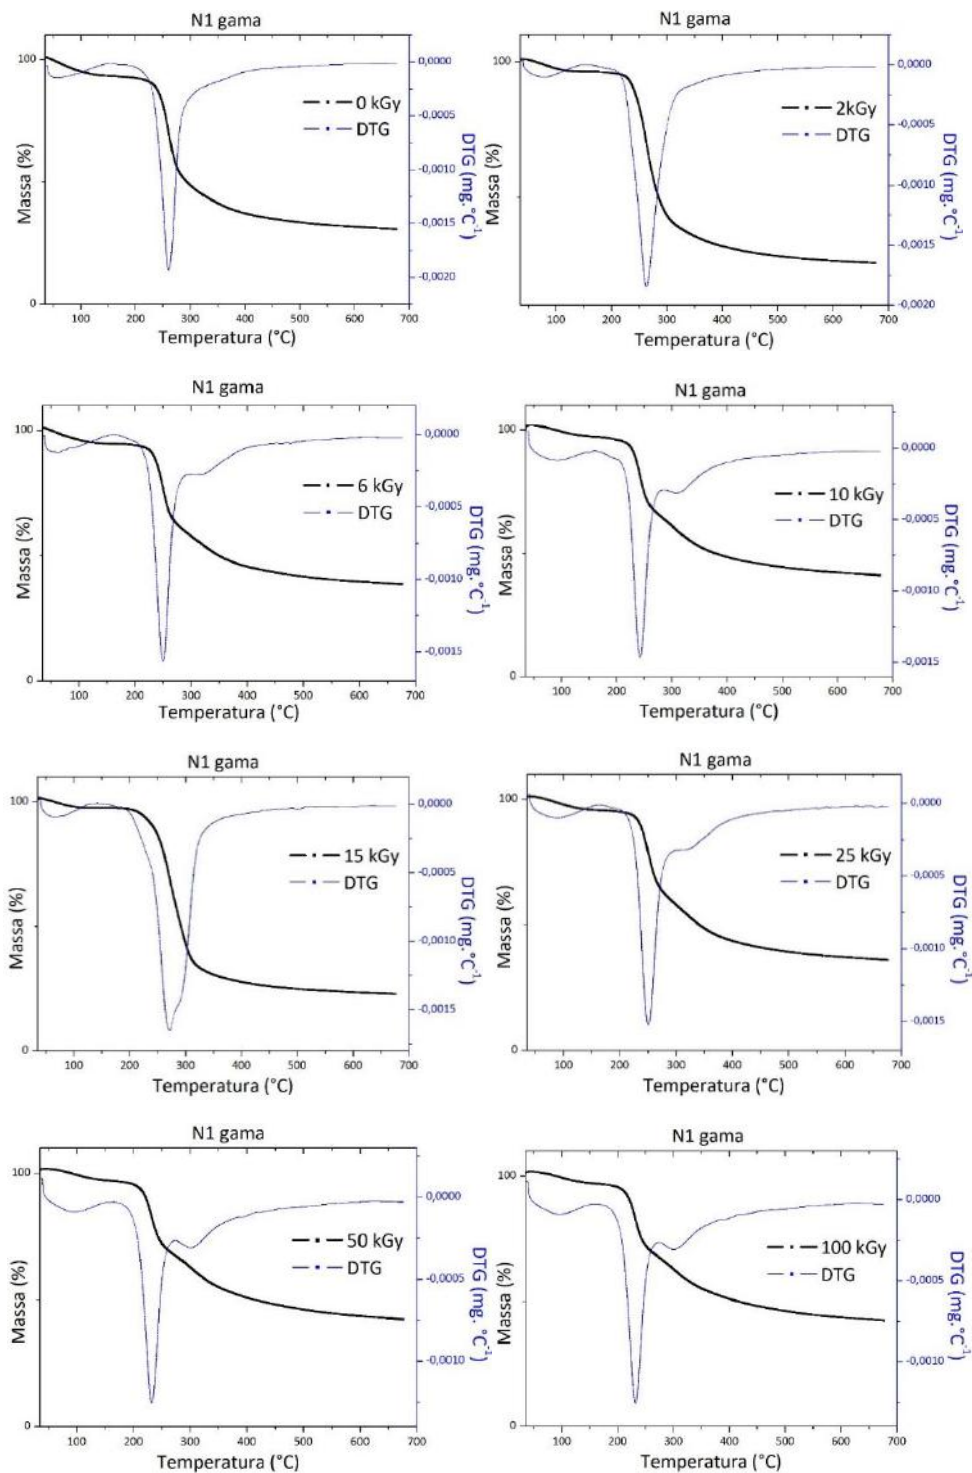 N1 gama
100
0
Massa (%)
0 kGy
DTG
0,0000
-0,0005
-0,0010
-0,0015
-0,0020
DTG (mg.°C-1)
100 200 300 400 500 600 700
Temperatura (°C)
N1 gama
100
0
Massa (%)
2kGy
DTG
0,0000
-0,0005
-0,0010
-0,0015
-0,0020
DTG (mg.°C-1)
100 200 300 400 500 600 700
Temperatura (°C)
N1 gama
100
0
Massa (%)
6 kGy
DTG
0,0000
-0,0005
-0,0010
-0,0015
DTG (mg.°C-1)
100 200 300 400 500 600 700
Temperatura (°C)
N1 gama
100
0
Massa (%)
10 kGy
DTG
0,0000
-0,0005
-0,0010
-0,0015
DTG (mg.°C-1)
100 200 300 400 500 600 700
Temperatura (°C)
N1 gama
100
0
Massa (%)
15 kGy
DTG
0,0000
-0,0005
-0,0010
-0,0015
DTG (mg.°C-1)
100 200 300 400 500 600 700
Temperatura (°C)
N1 gama
100
0
Massa (%)
25 kGy
DTG
0,0000
-0,0005
-0,0010
-0,0015
DTG (mg.°C-1)
100 200 300 400 500 600 700
Temperatura (°C)
N1 gama
100
0
Massa (%)
50 kGy
DTG
0,0000
-0,0005
-0,0010
DTG (mg.°C-1)
100 200 300 400 500 600 700
Temperatura (°C)
N1 gama
100
0
Massa (%)
100 kGy
DTG
0,0000
-0,0005
-0,0010
DTG (mg.°C-1)
100 200 300 400 500 600 700
Temperatura (°C)